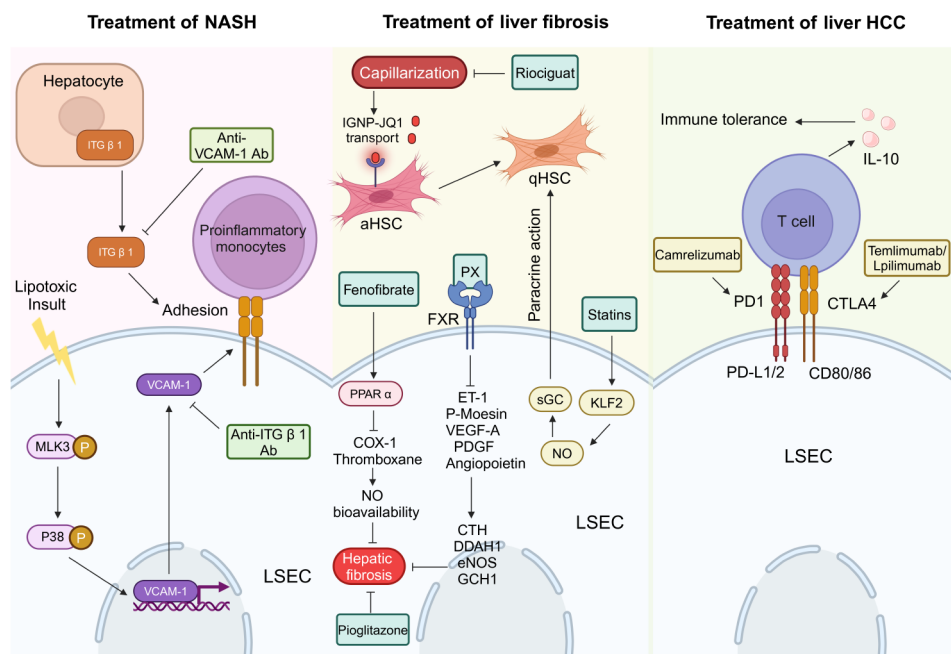 Treatment of NASH
Hepatocyte
ITG β 1
Anti-
VCAM-1 Ab
ITG β 1
Proinflammatory
monocytes
Lipotoxic
Insult
Adhesion
VCAM-1
Anti-ITG β 1
Ab
MLK3
P
P38
P
VCAM-1
LSEC
Treatment of liver fibrosis
Capillarization
Riociguat
IGNP-JQ1
transport
aHSC
qHSC
Fenofibrate
PX
FXR
Paracrine action
Statins
PPAR α
COX-1
Thromboxane
NO
bioavailability
ET-1
P-Moesin
VEGF-A
PDGF
Angiopoietin
sGC
KLF2
NO
LSEC
CTH
DDAH1
eNOS
GCH1
Hepatic
fibrosis
Pioglitazone
Treatment of liver HCC
Immune tolerance
IL-10
T cell
Camrelizumab
Temlimumab/
Lpilimumab
PD1
CTLA4
PD-L1/2
CD80/86
LSEC